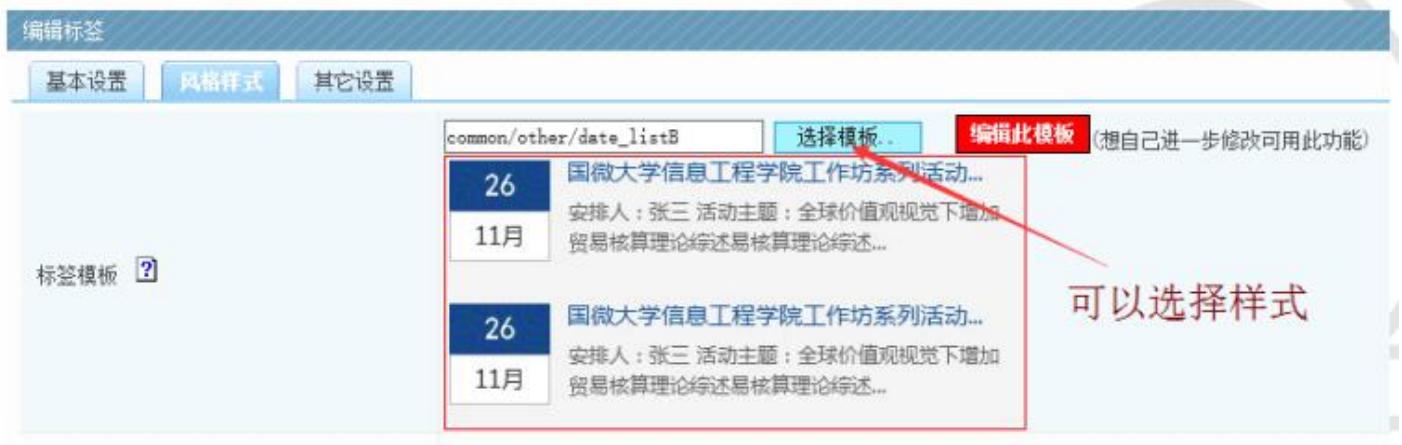 编辑标签
基本设置 风格样式 其它设置
common/other/date_listB 选择模板.. 编辑此模板 (想自己进一步修改可用此功能)
26
11月
国微大学信息工程学院工作坊系列活动...
安排人：张三 活动主题：全球价值观视觉下增加
贸易核算理论综述易核算理论综述...
标签模板 ?
可以选择样式
26
11月
国微大学信息工程学院工作坊系列活动...
安排人：张三 活动主题：全球价值观视觉下增加
贸易核算理论综述易核算理论综述...